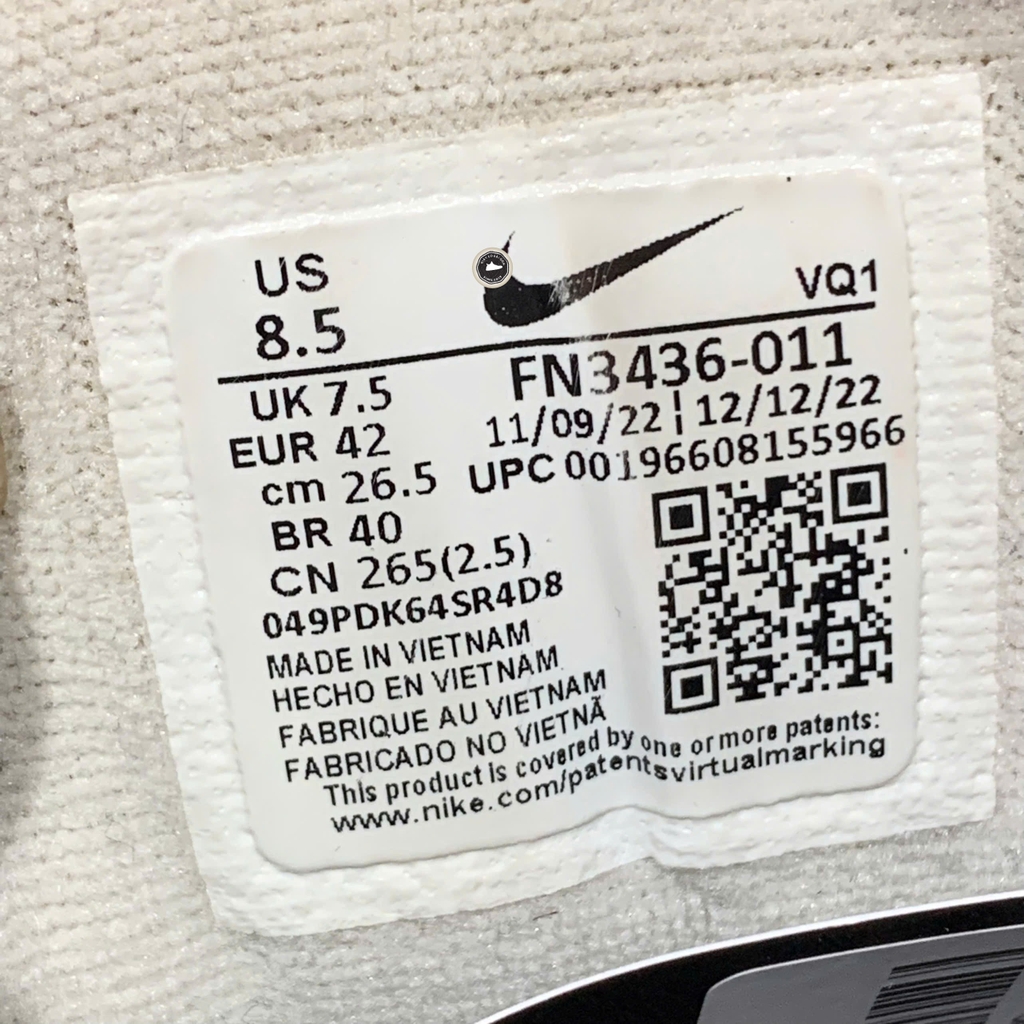 US
8.5
VQ1
UK 7.5
FN3436-011
EUR 42
11/09/22 | 12/12/22
cm 26.5
UPC 00196608155966
BR 40
CN 265(2.5)
049PDK64SR4D8
MADE IN VIETNAM
HECHO EN VIETNAM
FABRIQUE AU VIETNAM
FABRICADO NO VIETNÃ
This product is covered by one or more patents:
www.nike.com/patentsvirtualmarking